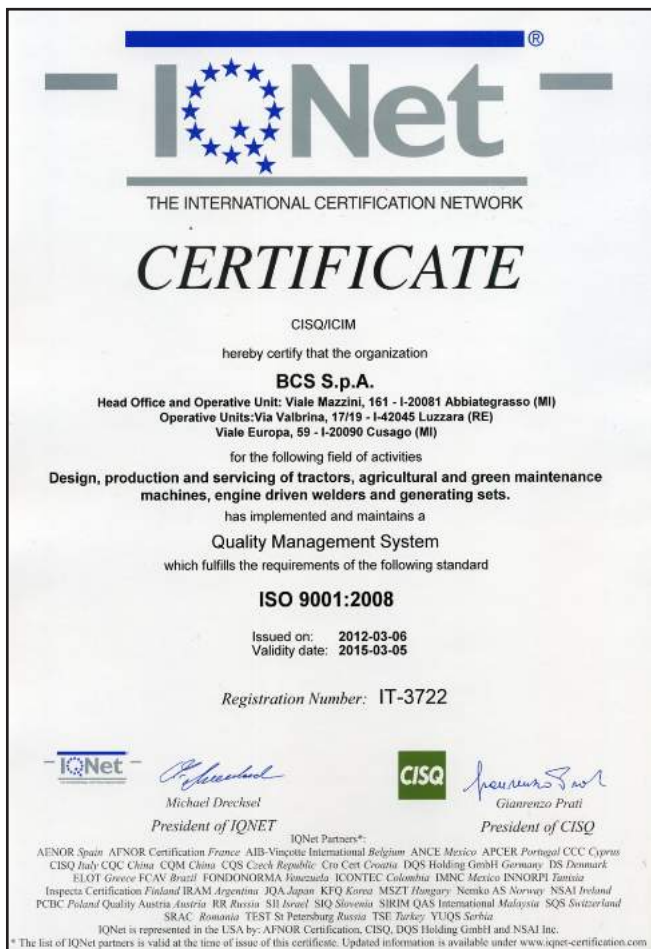 IQNet®
THE INTERNATIONAL CERTIFICATION NETWORK
CERTIFICATE
CISQ/ICIM
hereby certify that the organization
BCS S.p.A.
Head Office and Operative Unit: Viale Mazzini, 161 - I-20081 Abbiategrasso (MI)
Operative Units:Via Valbrina, 17/19 - I-42045 Luzzara (RE)
Viale Europa, 59 - I-20090 Cusago (MI)
for the following field of activities
Design, production and servicing of tractors, agricultural and green maintenance
machines, engine driven welders and generating sets.
has implemented and maintains a
Quality Management System
which fulfills the requirements of the following standard
ISO 9001:2008
Issued on: 2012-03-06
Validity date: 2015-03-05
Registration Number: IT-3722
IQNet
CISQ
Michael Drechsel
Gianrenzo Prati
President of IQNET
President of CISQ
IQNet Partners*:
AENOR Spain AFNOR Certification France AIB-Vinçotte International Belgium ANCE Mexico APCER Portugal CCC Cyprus
CISQ Italy CQC China CQM China CQS Czech Republic Cro Cert Croatia DQS Holding GmbH Germany DS Denmark
ELOT Greece FCAV Brazil FONDONORMA Venezuela ICONTEC Colombia IMNC Mexico INNORPI Tunisia
Inspecta Certification Finland IRAM Argentina JQA Japan KFQ Korea MSZT Hungary Nemko AS Norway NSAI Ireland
PCBC Poland Quality Austria Austria RR Russia SII Israel SIQ Slovenia SIRIM QAS International Malaysia SQS Switzerland
SRAC Romania TEST St Petersburg Russia TSE Turkey YUQS Serbia
IQNet is represented in the USA by: AFNOR Certification, CISQ, DQS Holding GmbH and NSAI Inc.
* The list of IQNet partners is valid at the time of issue of this certificate. Updated information is available under www.iqnet-certification.com